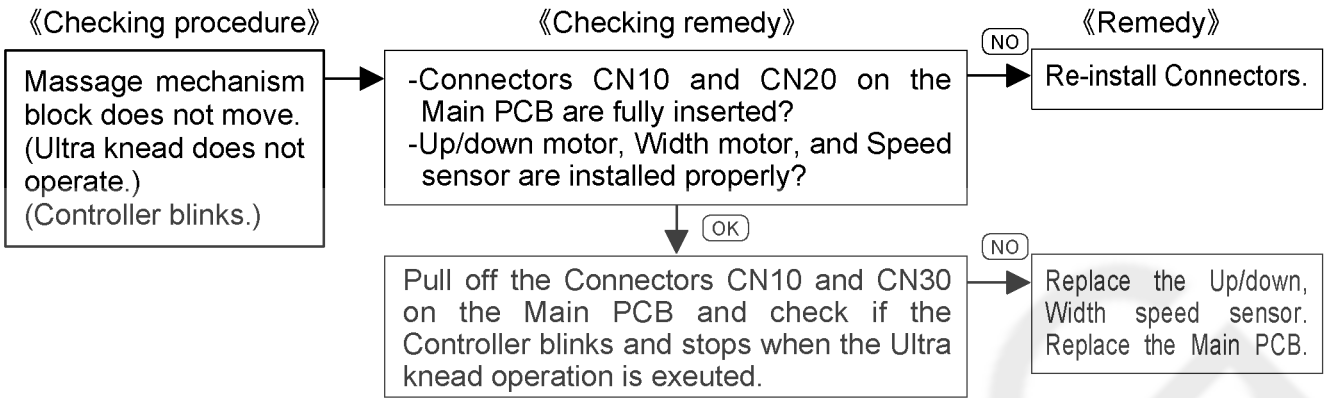 《Checking procedure》
《Checking remedy》
《Remedy》
Massage mechanism
block does not move.
(Ultra knead does not
operate.)
(Controller blinks.)
-Connectors CN10 and CN20 on the
Main PCB are fully inserted?
-Up/down motor, Width motor, and Speed
sensor are installed properly?
NO
Re-install Connectors.
OK
Pull off the Connectors CN10 and CN30
on the Main PCB and check if the
Controller blinks and stops when the Ultra
knead operation is exeuted.
NO
Replace the Up/down,
Width speed sensor.
Replace the Main PCB.